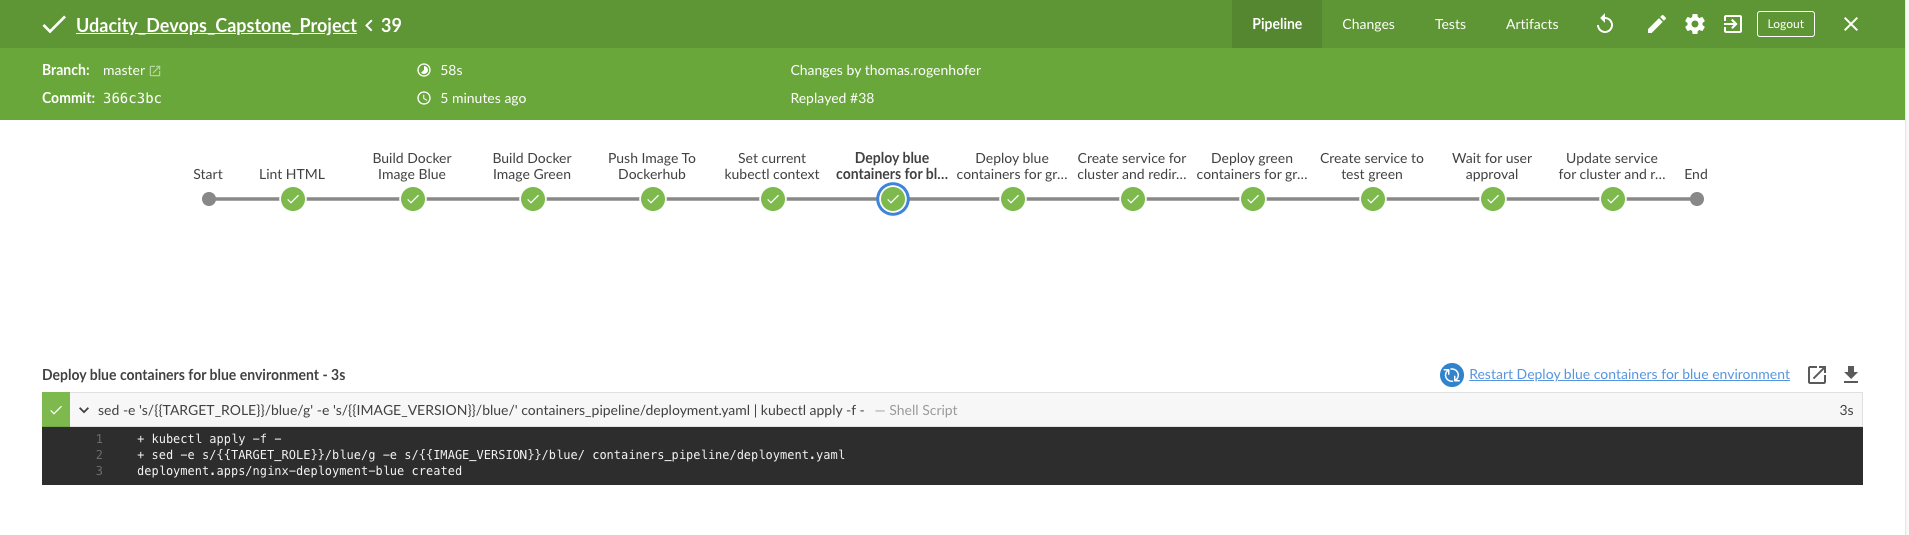 Udacity_Devops_Capstone_Project < 39
Pipeline Changes Tests Artifacts Logout
Branch: master 58s Changes by thomas.rogenhofer
Commit: 366c3bc 5 minutes ago Replayed #38
Start
Lint HTML
Build Docker
Image Blue
Build Docker
Image Green
Push Image To
Dockerhub
Set current
kubectl context
Deploy blue
containers for bl...
Deploy blue
containers for gr...
Create service for
cluster and redir...
Deploy green
containers for gr...
Create service to
test green
Wait for user
approval
Update service
for cluster and r...
End
Deploy blue containers for blue environment - 3s
Restart Deploy blue containers for blue environment
sed -e 's/{{TARGET_ROLE}}/blue/g' -e 's/{{IMAGE_VERSION}}/blue/' containers_pipeline/deployment.yaml | kubectl apply -f - — Shell Script 3s
1 + kubectl apply -f -
2 + sed -e s/{{TARGET_ROLE}}/blue/g -e s/{{IMAGE_VERSION}}/blue/ containers_pipeline/deployment.yaml
3 deployment.apps/nginx-deployment-blue created